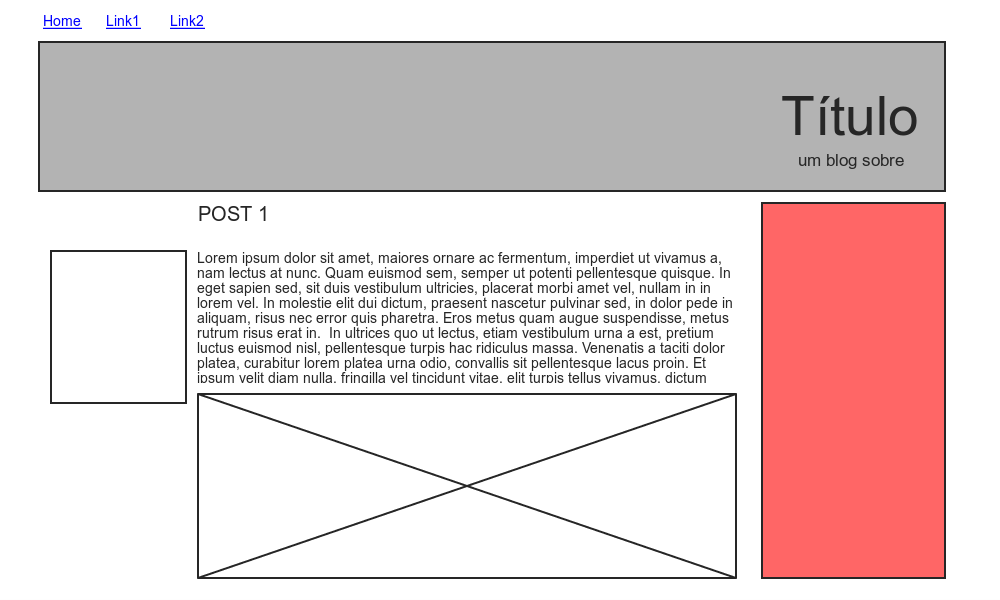 Home Link1 Link2
Título
um blog sobre
POST 1
Lorem ipsum dolor sit amet, maiores ornare ac fermentum, imperdiet ut vivamus a,
nam lectus at nunc. Quam euismod sem, semper ut potenti pellentesque quisque. In
eget sapien sed, sit duis vestibulum ultricies, placerat morbi amet vel, nullam in in
lorem vel. In molestie elit dui dictum, praesent nascetur pulvinar sed, in dolor pede in
aliquam, risus nec error quis pharetra. Eros metus quam augue suspendisse, metus
rutrum risus erat in.  In ultrices quo ut lectus, etiam vestibulum urna a est, pretium
luctus euismod nisl, pellentesque turpis hac ridiculus massa. Venenatis a taciti dolor
platea, curabitur lorem platea urna odio, convallis sit pellentesque lacus proin. Et
ipsum velit diam nulla, fringilla vel tincidunt vitae, elit turpis tellus vivamus, dictum